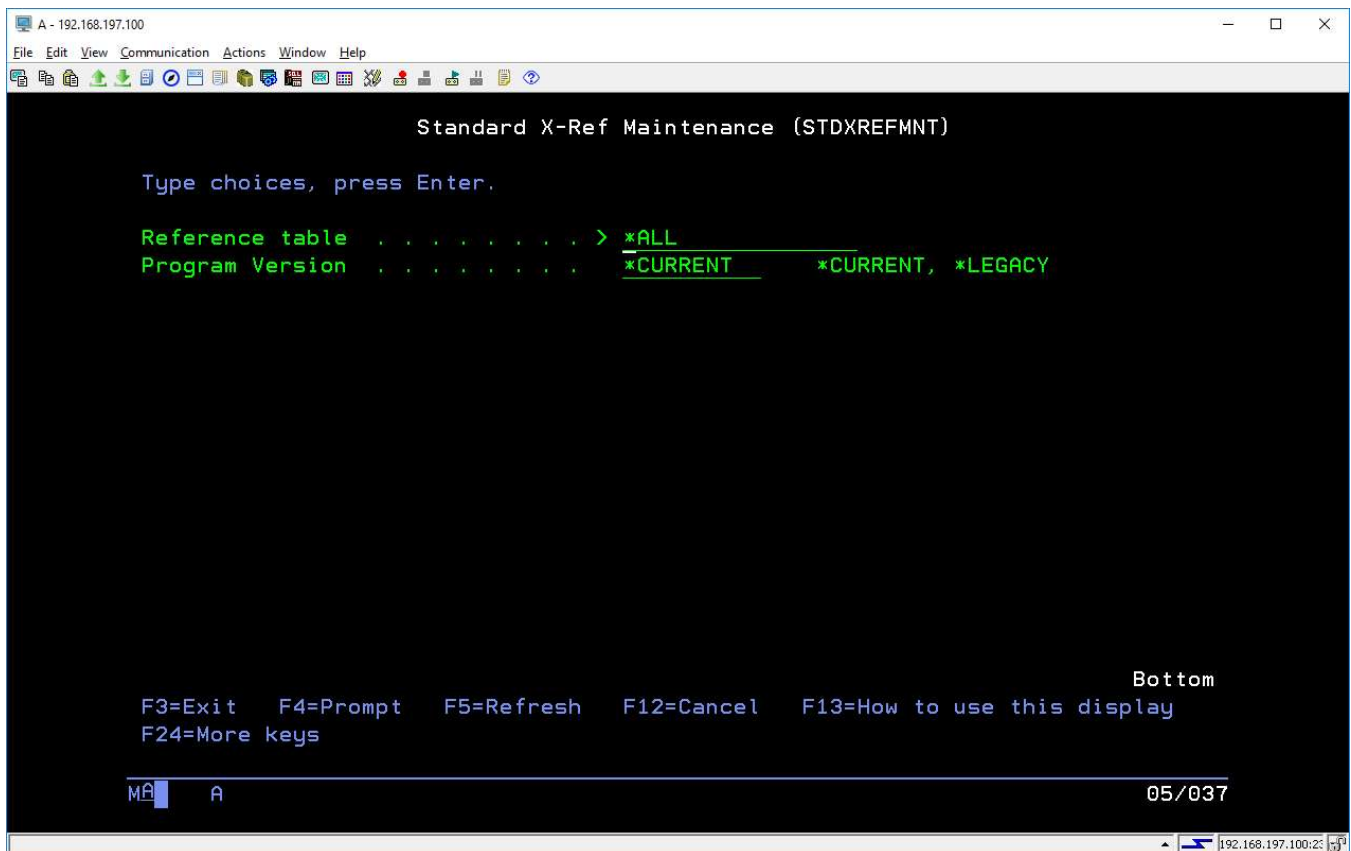 A - 192.168.197.100
File Edit View Communication Actions Window Help
Standard X-Ref Maintenance (STDXREFMNT)
Type choices, press Enter.
Reference table . . . . . . . . > *ALL
Program Version . . . . . . . . *CURRENT *CURRENT, *LEGACY
Bottom
F3=Exit F4=Prompt F5=Refresh F12=Cancel F13=How to use this display
F24=More keys
MA A 05/037
192.168.197.100:23